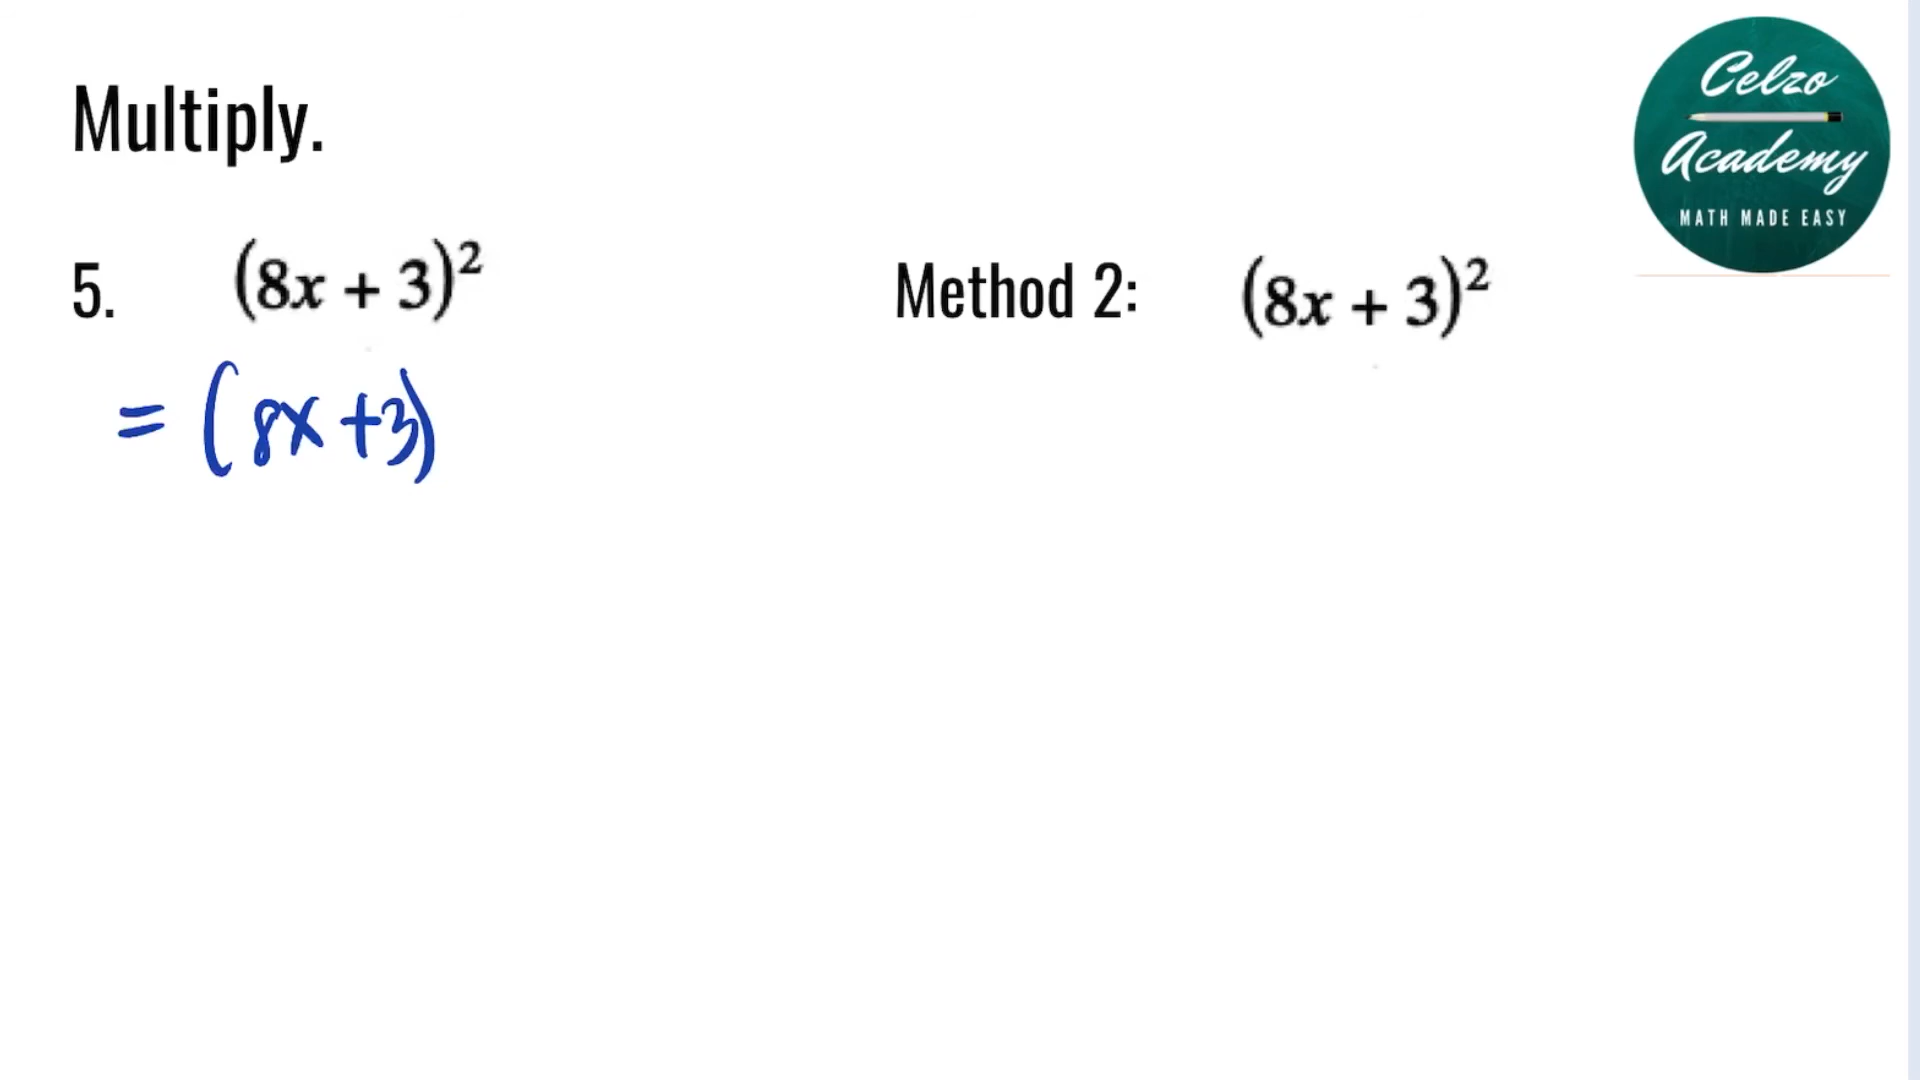 Celzo
Academy
MATH MADE EASY
Multiply.
5. (8x + 3)²
= (8x +3)
Method 2: (8x + 3)²